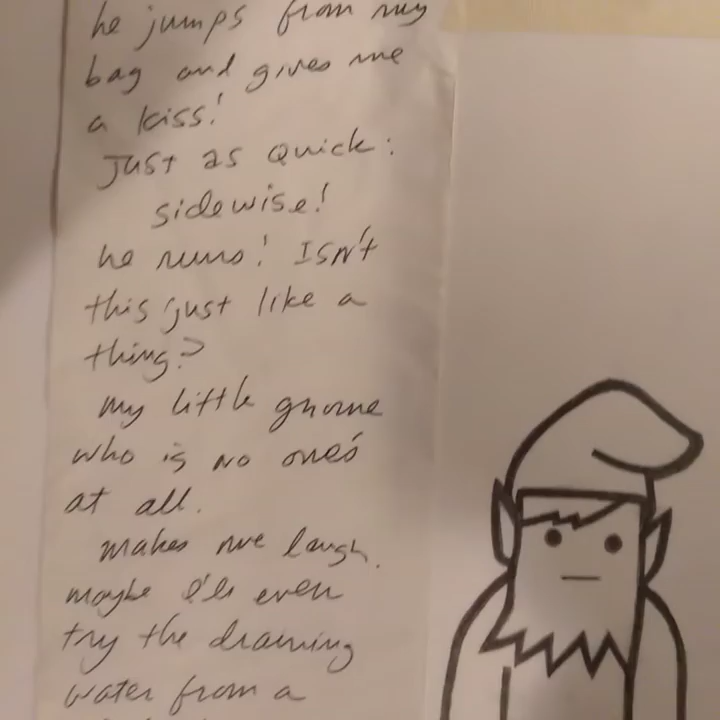 he jumps from my
bag and gives me
a kiss!
Just as quick:
sidewise!
he runs! Isn't
this just like a
thing?
my little gnome
who is no one's
at all.
makes me laugh.
maybe I'll even
try the drawing
water from a